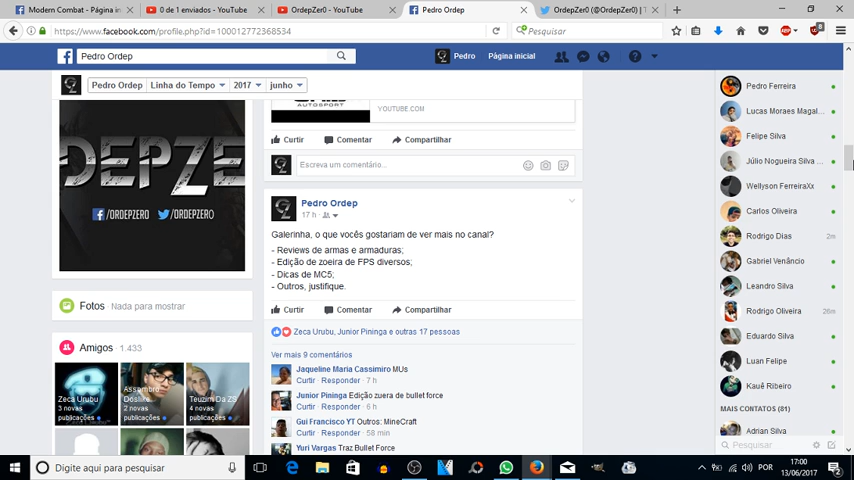 Modern Combat - Página in
0 de 1 enviados - YouTube
OrdepZer0 - YouTube
Pedro Ordep
OrdepZer0 (@OrdepZer0) | T
https://www.facebook.com/profile.php?id=100012772368534
Pesquisar
8
Pedro Ordep
Pedro
Página inicial
Pedro Ordep
Linha do Tempo
2017
junho
AUTOSPORT
YOUTUBE.COM
Curtir
Comentar
Compartilhar
Escreva um comentário...
DEPZE
/ORDEPZERO
/ORDEPZERO
Pedro Ordep
17 h
Galerinha, o que vocês gostariam de ver mais no canal?
- Reviews de armas e armaduras;
- Edição de zoeira de FPS diversos;
- Dicas de MC5;
- Outros, justifique.
Curtir
Comentar
Compartilhar
Zeca Urubu, Junior Pininga e outras 17 pessoas
Ver mais 9 comentários
Jaqueline Maria Cassimiro MUs
Curtir · Responder · 7 h
Junior Pininga Edição zuera de bullet force
Curtir · Responder · 6 h
Gui Francisco YT Outros: MineCraft
Curtir · Responder · 58 min
Yuri Vargas Traz Bullet Force
Fotos Nada para mostrar
Amigos 1.433
Zeca Urubu
3 novas
publicações
Assombro
Doslike
2 novas
publicações
Teuzim Da ZS
4 novas
publicações
Pedro Ferreira
Lucas Moraes Magal...
Felipe Silva
Júlio Nogueira Silva ...
Wellyson FerreiraXx
Carlos Oliveira
Rodrigo Dias 2m
Gabriel Venâncio
Leandro Silva
Rodrigo Oliveira 26m
Eduardo Silva
Luan Felipe
Kauê Ribeiro
MAIS CONTATOS (81)
Adrian Silva
Pesquisar
Digite aqui para pesquisar
POR
17:00
13/06/2017
2